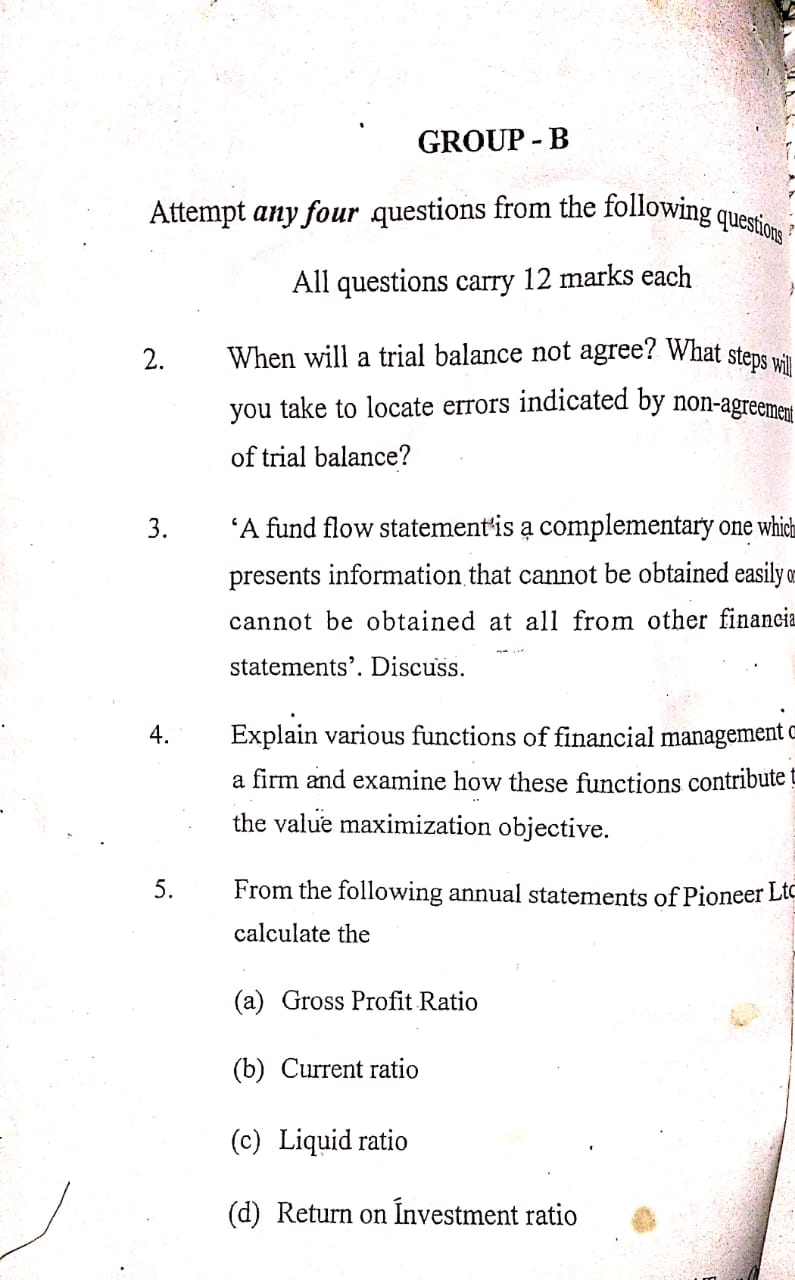 GROUP - B
Attempt any four questions from the following questions
All questions carry 12 marks each
2. When will a trial balance not agree? What steps will
you take to locate errors indicated by non-agreement
of trial balance?
3. ‘A fund flow statement is a complementary one which
presents information that cannot be obtained easily or
cannot be obtained at all from other financia
statements’. Discuss.
4. Explain various functions of financial management o
a firm and examine how these functions contribute t
the value maximization objective.
5. From the following annual statements of Pioneer Ltd
calculate the
(a) Gross Profit Ratio
(b) Current ratio
(c) Liquid ratio
(d) Return on Investment ratio